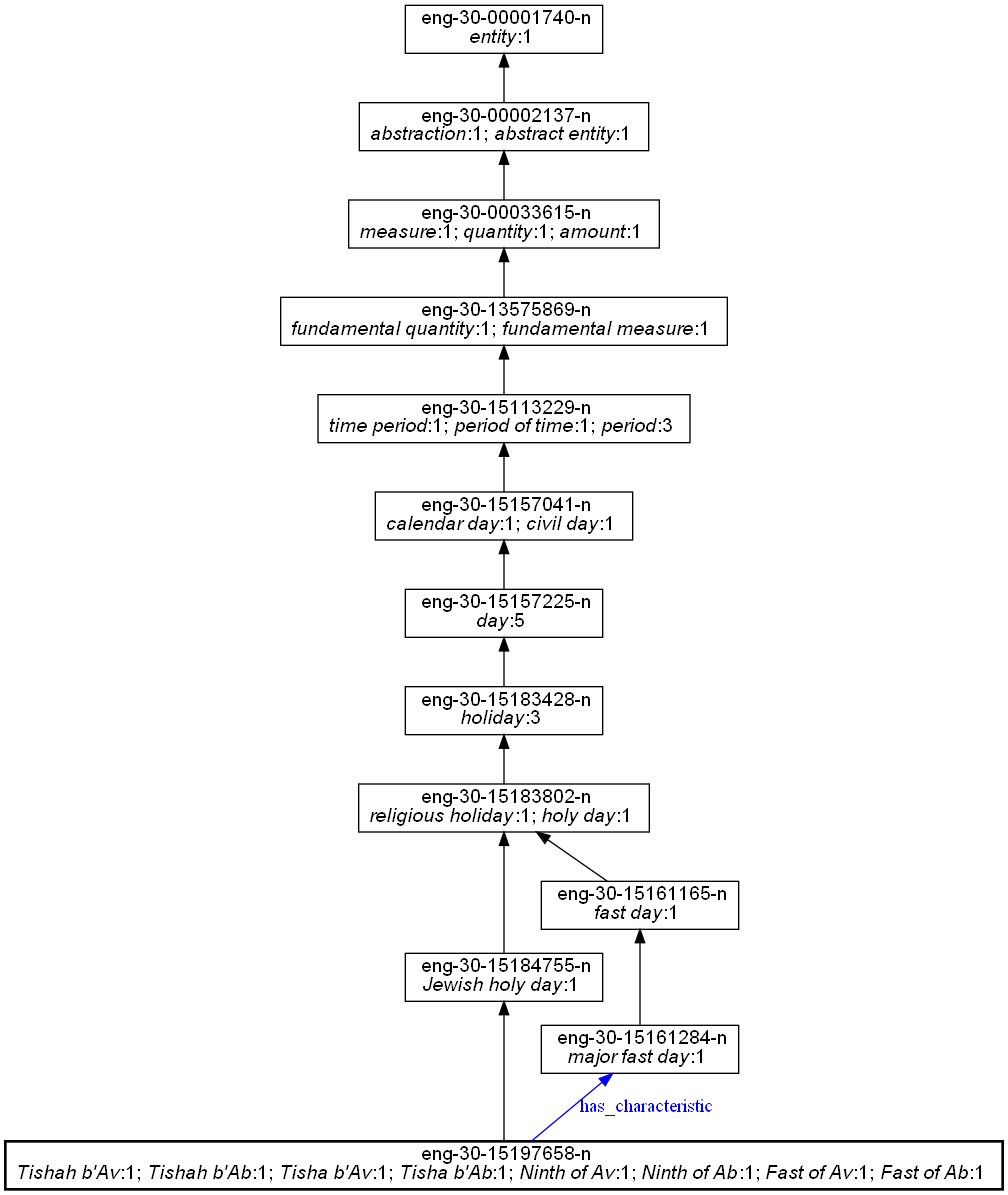 eng-30-00001740-n
entity:1
eng-30-00002137-n
abstraction:1; abstract entity:1
eng-30-00033615-n
measure:1; quantity:1; amount:1
eng-30-13575869-n
fundamental quantity:1; fundamental measure:1
eng-30-15113229-n
time period:1; period of time:1; period:3
eng-30-15157041-n
calendar day:1; civil day:1
eng-30-15157225-n
day:5
eng-30-15183428-n
holiday:3
eng-30-15183802-n
religious holiday:1; holy day:1
eng-30-15161165-n
fast day:1
eng-30-15184755-n
Jewish holy day:1
eng-30-15161284-n
major fast day:1
has_characteristic
eng-30-15197658-n
Tishah b'Av:1; Tishah b'Ab:1; Tisha b'Av:1; Tisha b'Ab:1; Ninth of Av:1; Ninth of Ab:1; Fast of Av:1; Fast of Ab:1